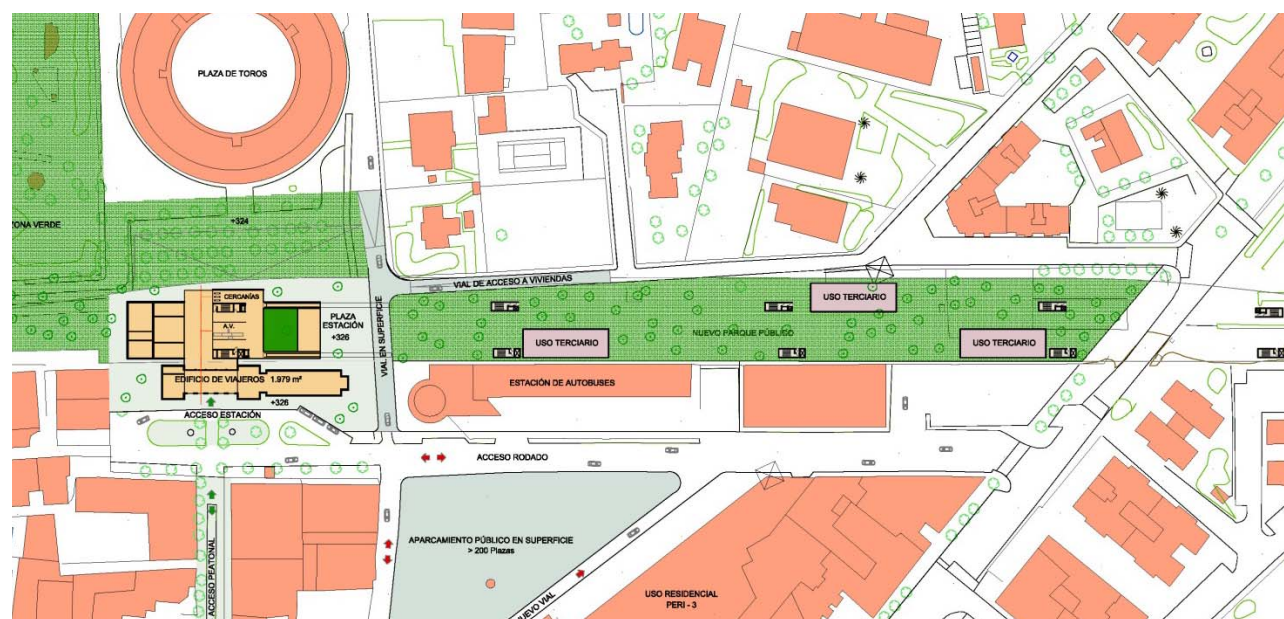 PLAZA DE TOROS
ZONA VERDE
+324
CERCANÍAS
A.V.
PLAZA
ESTACIÓN
+326
VIAL EN SUPERFICIE
VIAL DE ACCESO A VIVIENDAS
USO TERCIARIO
NUEVO PARQUE PÚBLICO
USO TERCIARIO
USO TERCIARIO
EDIFICIO DE VIAJEROS 1.979 m²
+326
ESTACIÓN DE AUTOBUSES
ACCESO ESTACIÓN
ACCESO RODADO
ACCESO PEATONAL
APARCAMIENTO PÚBLICO EN SUPERFICIE
> 200 Plazas
NUEVO VIAL
USO RESIDENCIAL
PERI - 3